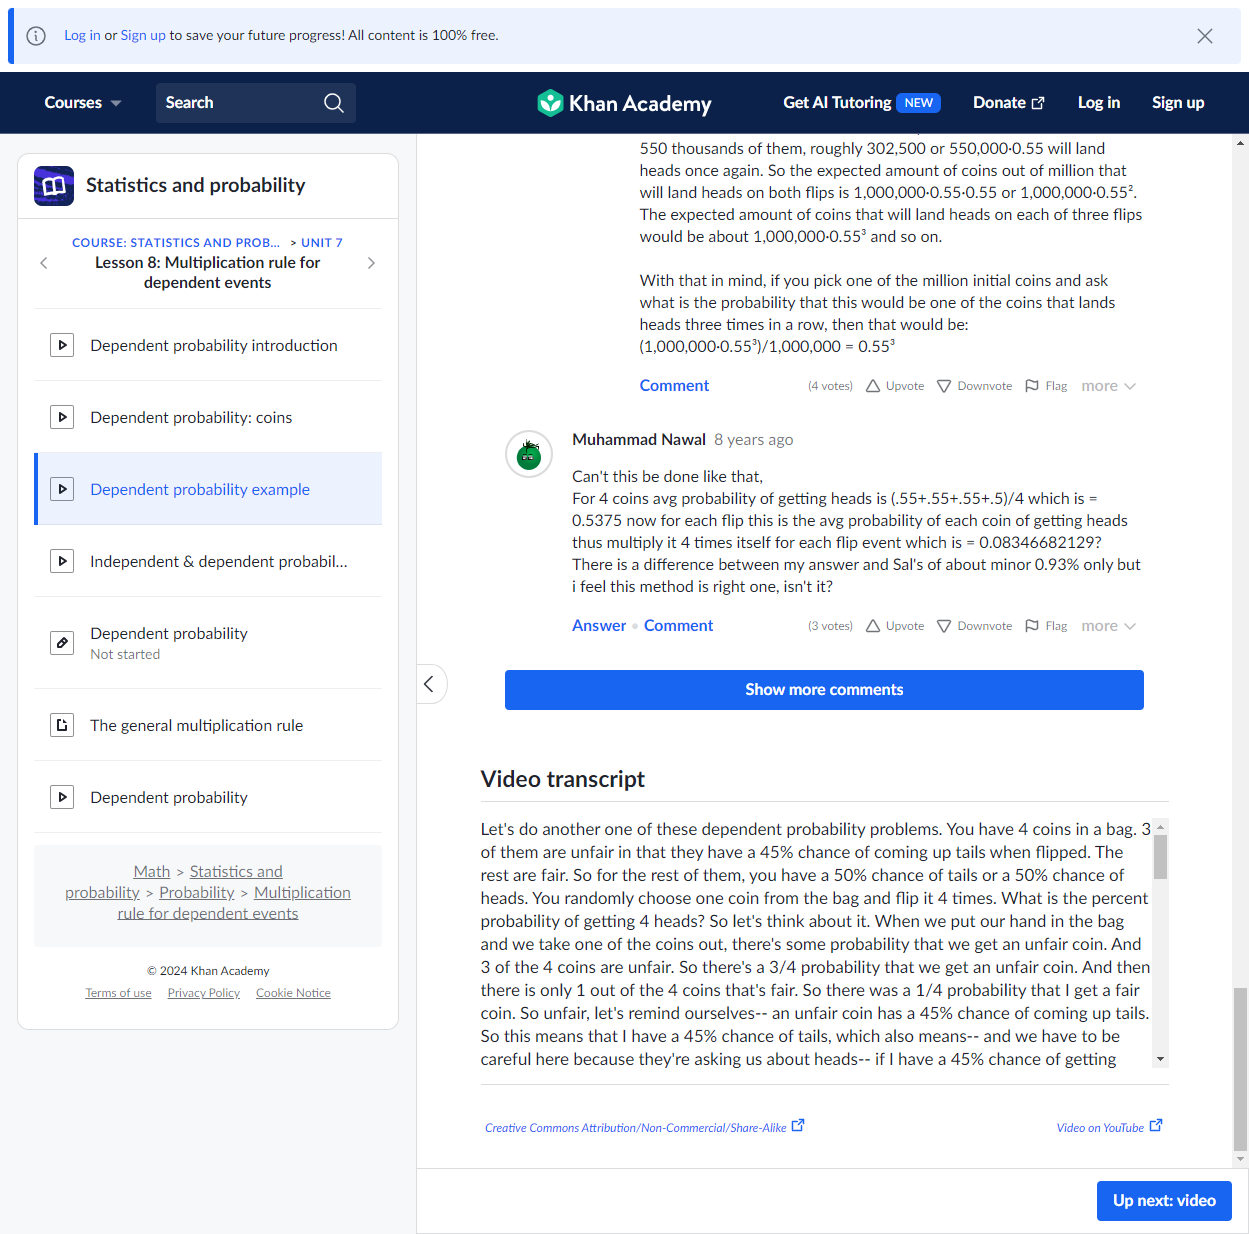 Log in or Sign up to save your future progress! All content is 100% free.
Courses
Search
Khan Academy
Get AI Tutoring NEW
Donate
Log in
Sign up
Statistics and probability
COURSE: STATISTICS AND PROB... > UNIT 7
Lesson 8: Multiplication rule for
dependent events
Dependent probability introduction
Dependent probability: coins
Dependent probability example
Independent & dependent probabil...
Dependent probability
Not started
The general multiplication rule
Dependent probability
Math > Statistics and
probability > Probability > Multiplication
rule for dependent events
© 2024 Khan Academy
Terms of use Privacy Policy Cookie Notice
550 thousands of them, roughly 302,500 or 550,000·0.55 will land
heads once again. So the expected amount of coins out of million that
will land heads on both flips is 1,000,000·0.55·0.55 or 1,000,000·0.55².
The expected amount of coins that will land heads on each of three flips
would be about 1,000,000·0.55³ and so on.
With that in mind, if you pick one of the million initial coins and ask
what is the probability that this would be one of the coins that lands
heads three times in a row, then that would be:
(1,000,000·0.55³)/1,000,000 = 0.55³
Comment (4 votes) Upvote Downvote Flag more
Muhammad Nawal 8 years ago
Can't this be done like that,
For 4 coins avg probability of getting heads is (.55+.55+.55+.5)/4 which is =
0.5375 now for each flip this is the avg probability of each coin of getting heads
thus multiply it 4 times itself for each flip event which is = 0.08346682129?
There is a difference between my answer and Sal's of about minor 0.93% only but
i feel this method is right one, isn't it?
Answer • Comment (3 votes) Upvote Downvote Flag more
Show more comments
Video transcript
Let's do another one of these dependent probability problems. You have 4 coins in a bag. 3
of them are unfair in that they have a 45% chance of coming up tails when flipped. The
rest are fair. So for the rest of them, you have a 50% chance of tails or a 50% chance of
heads. You randomly choose one coin from the bag and flip it 4 times. What is the percent
probability of getting 4 heads? So let's think about it. When we put our hand in the bag
and we take one of the coins out, there's some probability that we get an unfair coin. And
3 of the 4 coins are unfair. So there's a 3/4 probability that we get an unfair coin. And then
there is only 1 out of the 4 coins that's fair. So there was a 1/4 probability that I get a fair
coin. So unfair, let's remind ourselves-- an unfair coin has a 45% chance of coming up tails.
So this means that I have a 45% chance of tails, which also means-- and we have to be
careful here because they're asking us about heads-- if I have a 45% chance of getting
Creative Commons Attribution/Non-Commercial/Share-Alike
Video on YouTube
Up next: video